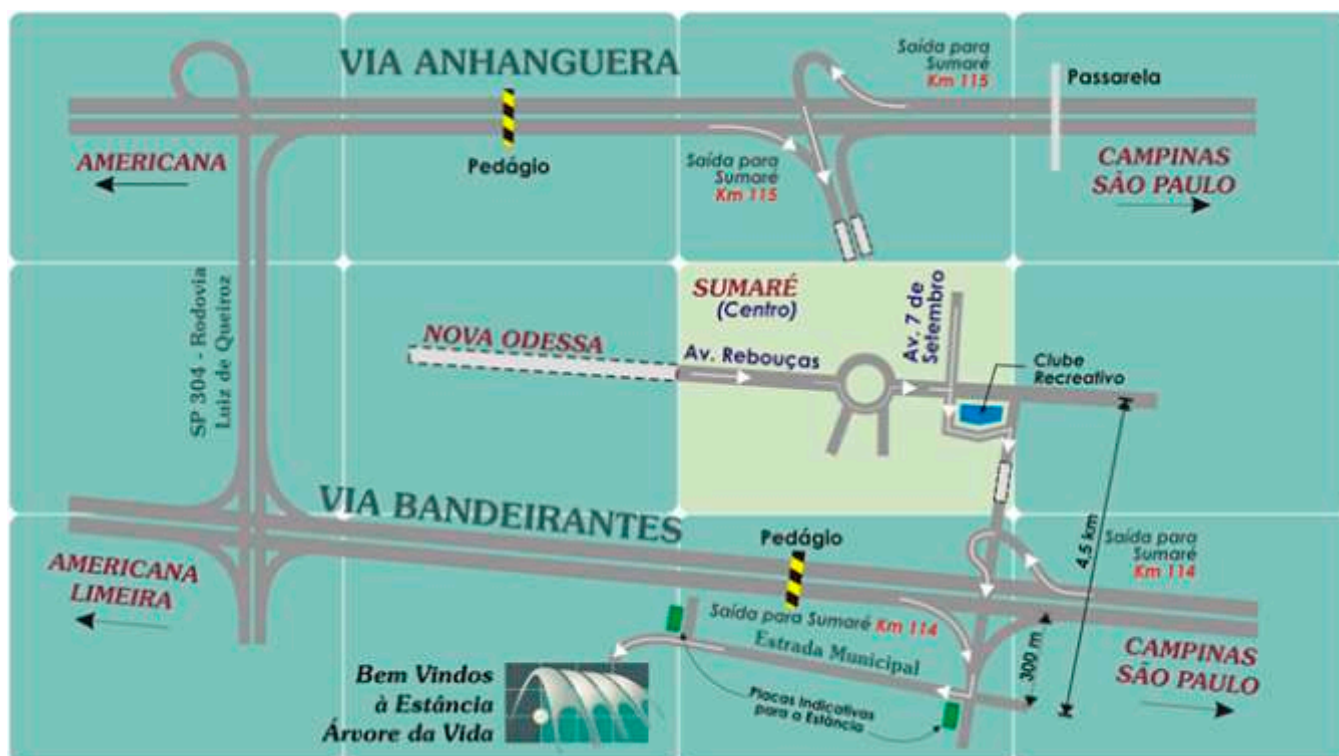 VIA ANHANGUERA
Saída para
Sumaré
Km 115
Passarela
AMERICANA
Pedágio
Saída para
Sumaré
Km 115
CAMPINAS
SÃO PAULO
SP 304 - Rodovia
Luiz de Queiroz
NOVA ODESSA
SUMARÉ
(Centro)
Av. Rebouças
Av. 7 de
Setembro
Clube
Recreativo
VIA BANDEIRANTES
Pedágio
4,5 km
Saída para
Sumaré
Km 114
AMERICANA
LIMEIRA
Saída para Sumaré Km 114
Estrada Municipal
300 m
CAMPINAS
SÃO PAULO
Bem Vindos
à Estância
Árvore da Vida
Placas Indicativas
para a Estância